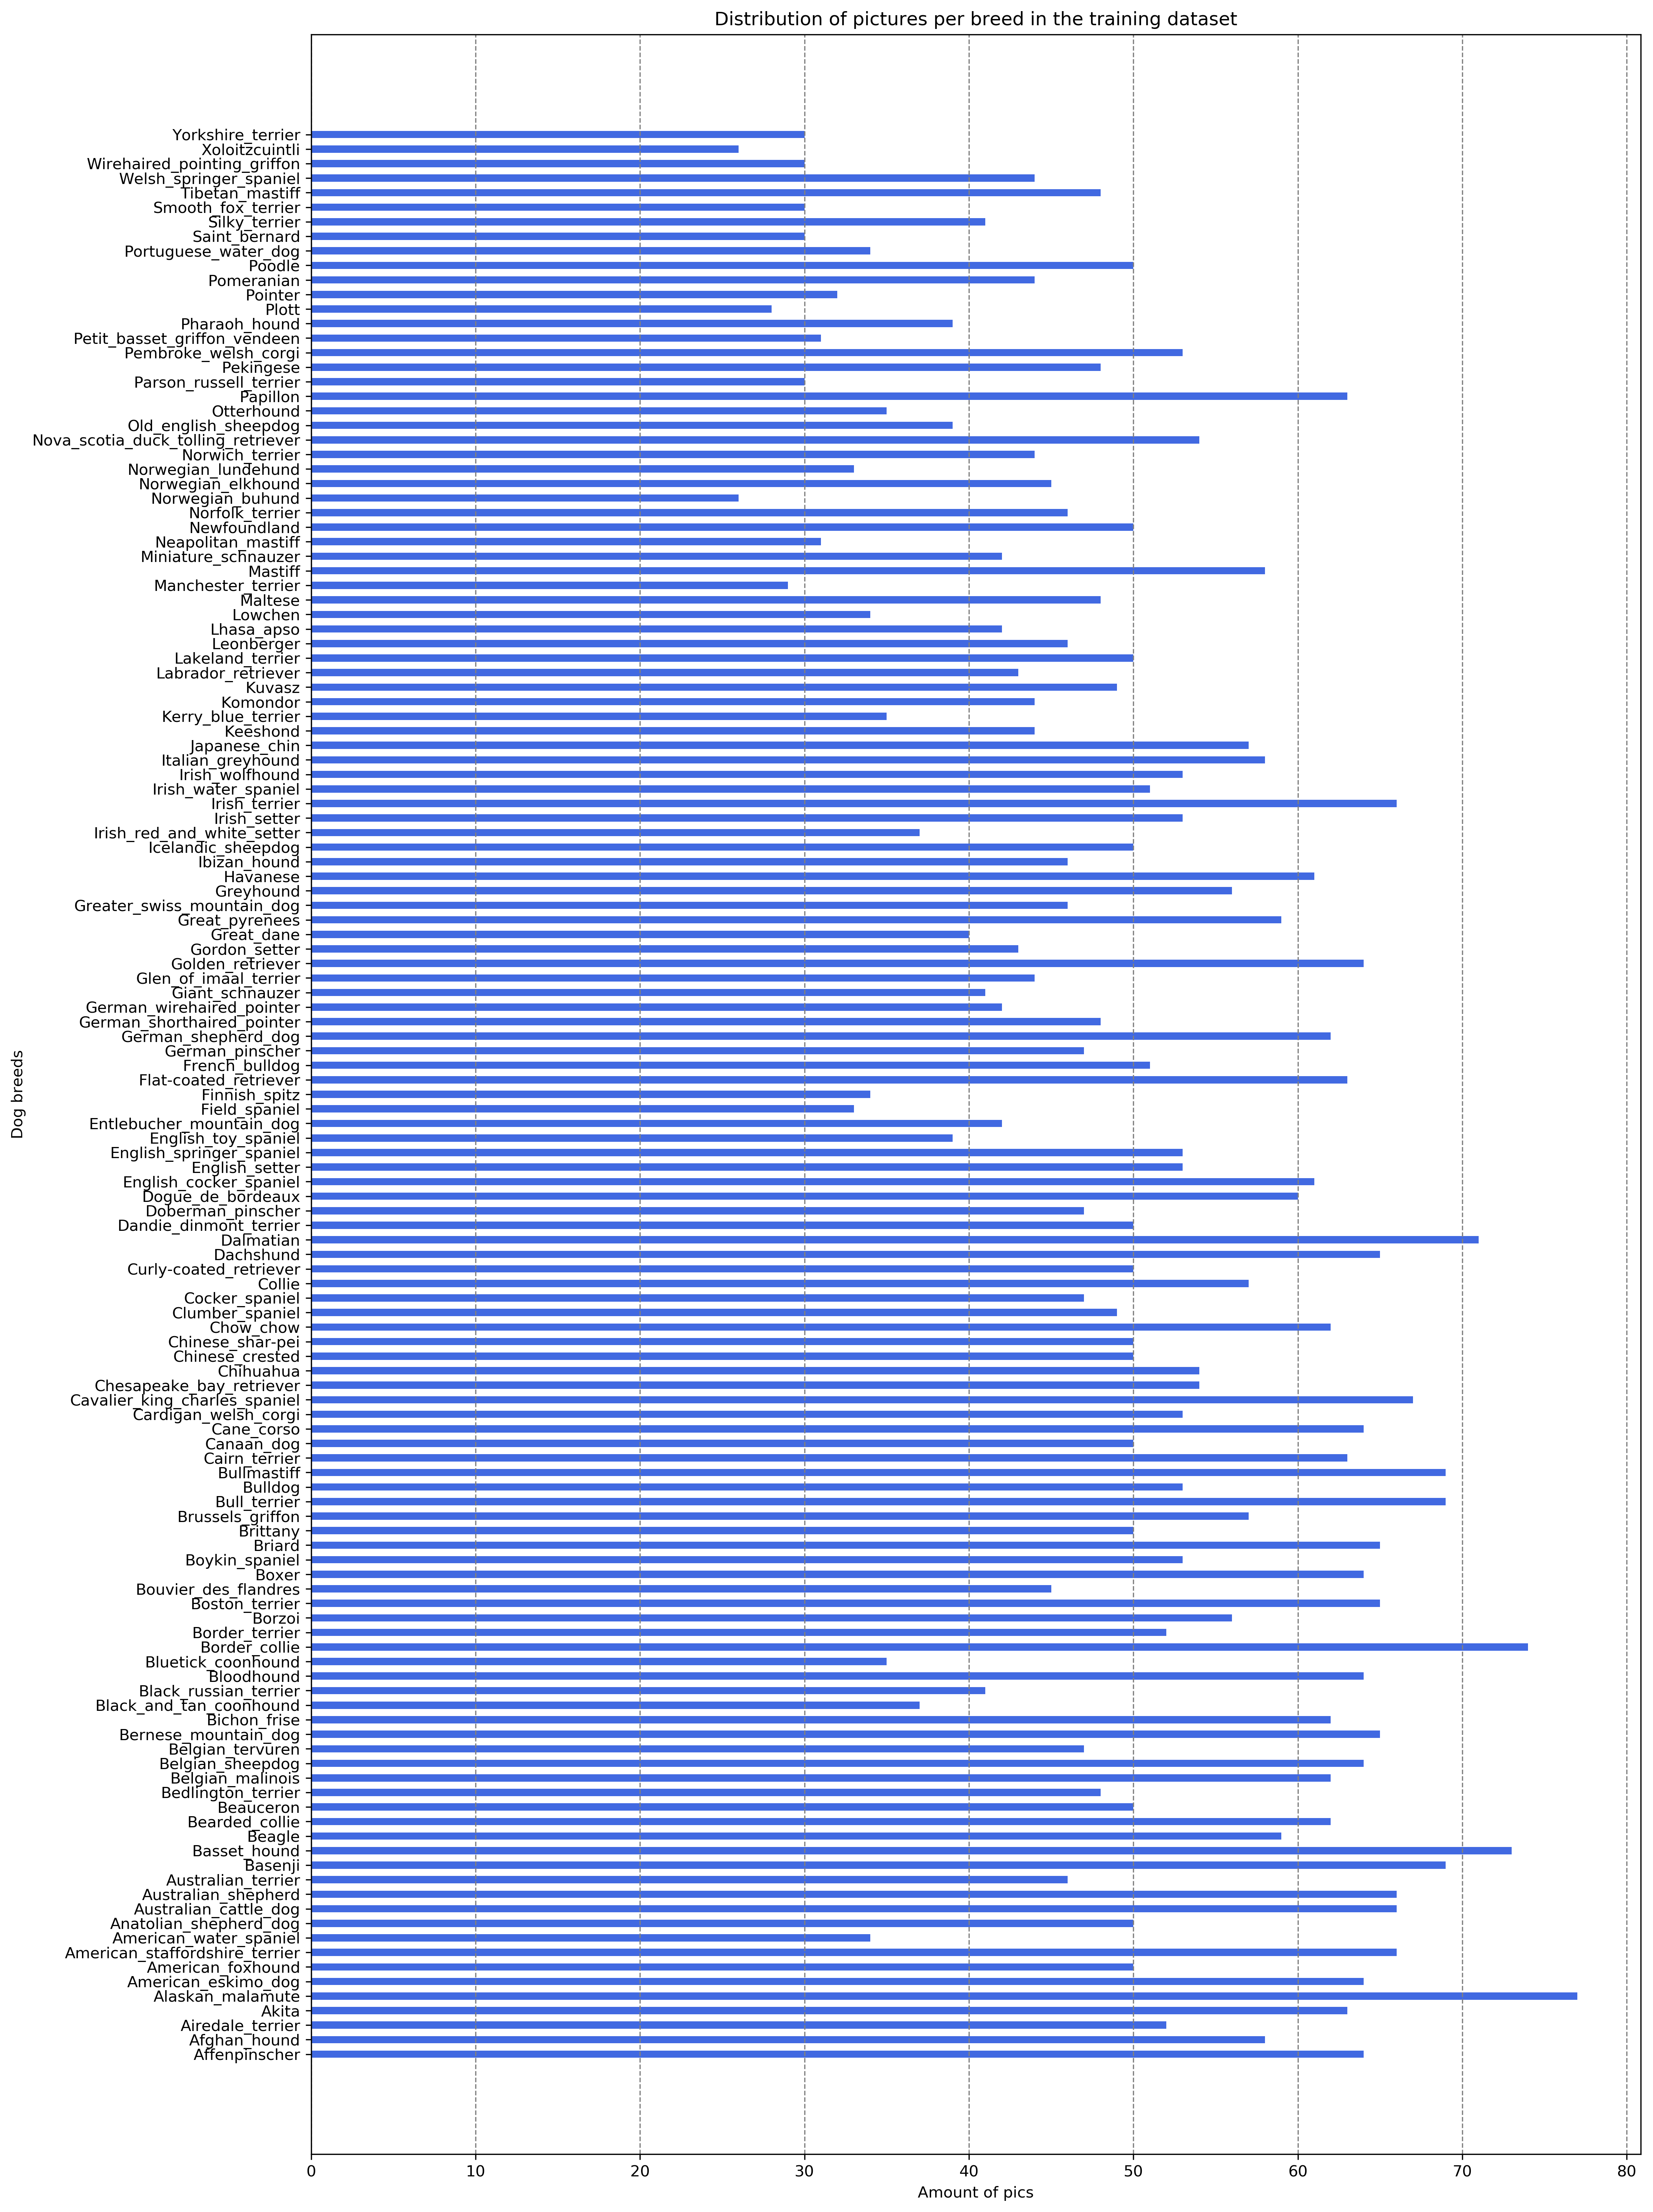 Distribution of pictures per breed in the training dataset
Yorkshire_terrier
Xoloitzcuintli
Wirehaired_pointing_griffon
Welsh_springer_spaniel
Tibetan_mastiff
Smooth_fox_terrier
Silky_terrier
Saint_bernard
Portuguese_water_dog
Poodle
Pomeranian
Pointer
Plott
Pharaoh_hound
Petit_basset_griffon_vendeen
Pembroke_welsh_corgi
Pekingese
Parson_russell_terrier
Papillon
Otterhound
Old_english_sheepdog
Nova_scotia_duck_tolling_retriever
Norwich_terrier
Norwegian_lundehund
Norwegian_elkhound
Norwegian_buhund
Norfolk_terrier
Newfoundland
Neapolitan_mastiff
Miniature_schnauzer
Mastiff
Manchester_terrier
Maltese
Lowchen
Lhasa_apso
Leonberger
Lakeland_terrier
Labrador_retriever
Kuvasz
Komondor
Kerry_blue_terrier
Keeshond
Japanese_chin
Italian_greyhound
Irish_wolfhound
Irish_water_spaniel
Irish_terrier
Irish_setter
Irish_red_and_white_setter
Icelandic_sheepdog
Ibizan_hound
Havanese
Greyhound
Greater_swiss_mountain_dog
Great_pyrenees
Great_dane
Gordon_setter
Golden_retriever
Glen_of_imaal_terrier
Giant_schnauzer
German_wirehaired_pointer
German_shorthaired_pointer
German_shepherd_dog
German_pinscher
French_bulldog
Flat-coated_retriever
Finnish_spitz
Field_spaniel
Entlebucher_mountain_dog
English_toy_spaniel
English_springer_spaniel
English_setter
English_cocker_spaniel
Dogue_de_bordeaux
Doberman_pinscher
Dandie_dinmont_terrier
Dalmatian
Dachshund
Curly-coated_retriever
Collie
Cocker_spaniel
Clumber_spaniel
Chow_chow
Chinese_shar-pei
Chinese_crested
Chihuahua
Chesapeake_bay_retriever
Cavalier_king_charles_spaniel
Cardigan_welsh_corgi
Cane_corso
Canaan_dog
Cairn_terrier
Bullmastiff
Bulldog
Bull_terrier
Brussels_griffon
Brittany
Briard
Boykin_spaniel
Boxer
Bouvier_des_flandres
Boston_terrier
Borzoi
Border_terrier
Border_collie
Bluetick_coonhound
Bloodhound
Black_russian_terrier
Black_and_tan_coonhound
Bichon_frise
Bernese_mountain_dog
Belgian_tervuren
Belgian_sheepdog
Belgian_malinois
Bedlington_terrier
Beauceron
Bearded_collie
Beagle
Basset_hound
Basenji
Australian_terrier
Australian_shepherd
Australian_cattle_dog
Anatolian_shepherd_dog
American_water_spaniel
American_staffordshire_terrier
American_foxhound
American_eskimo_dog
Alaskan_malamute
Akita
Airedale_terrier
Afghan_hound
Affenpinscher
Dog breeds
0 10 20 30 40 50 60 70 80
Amount of pics